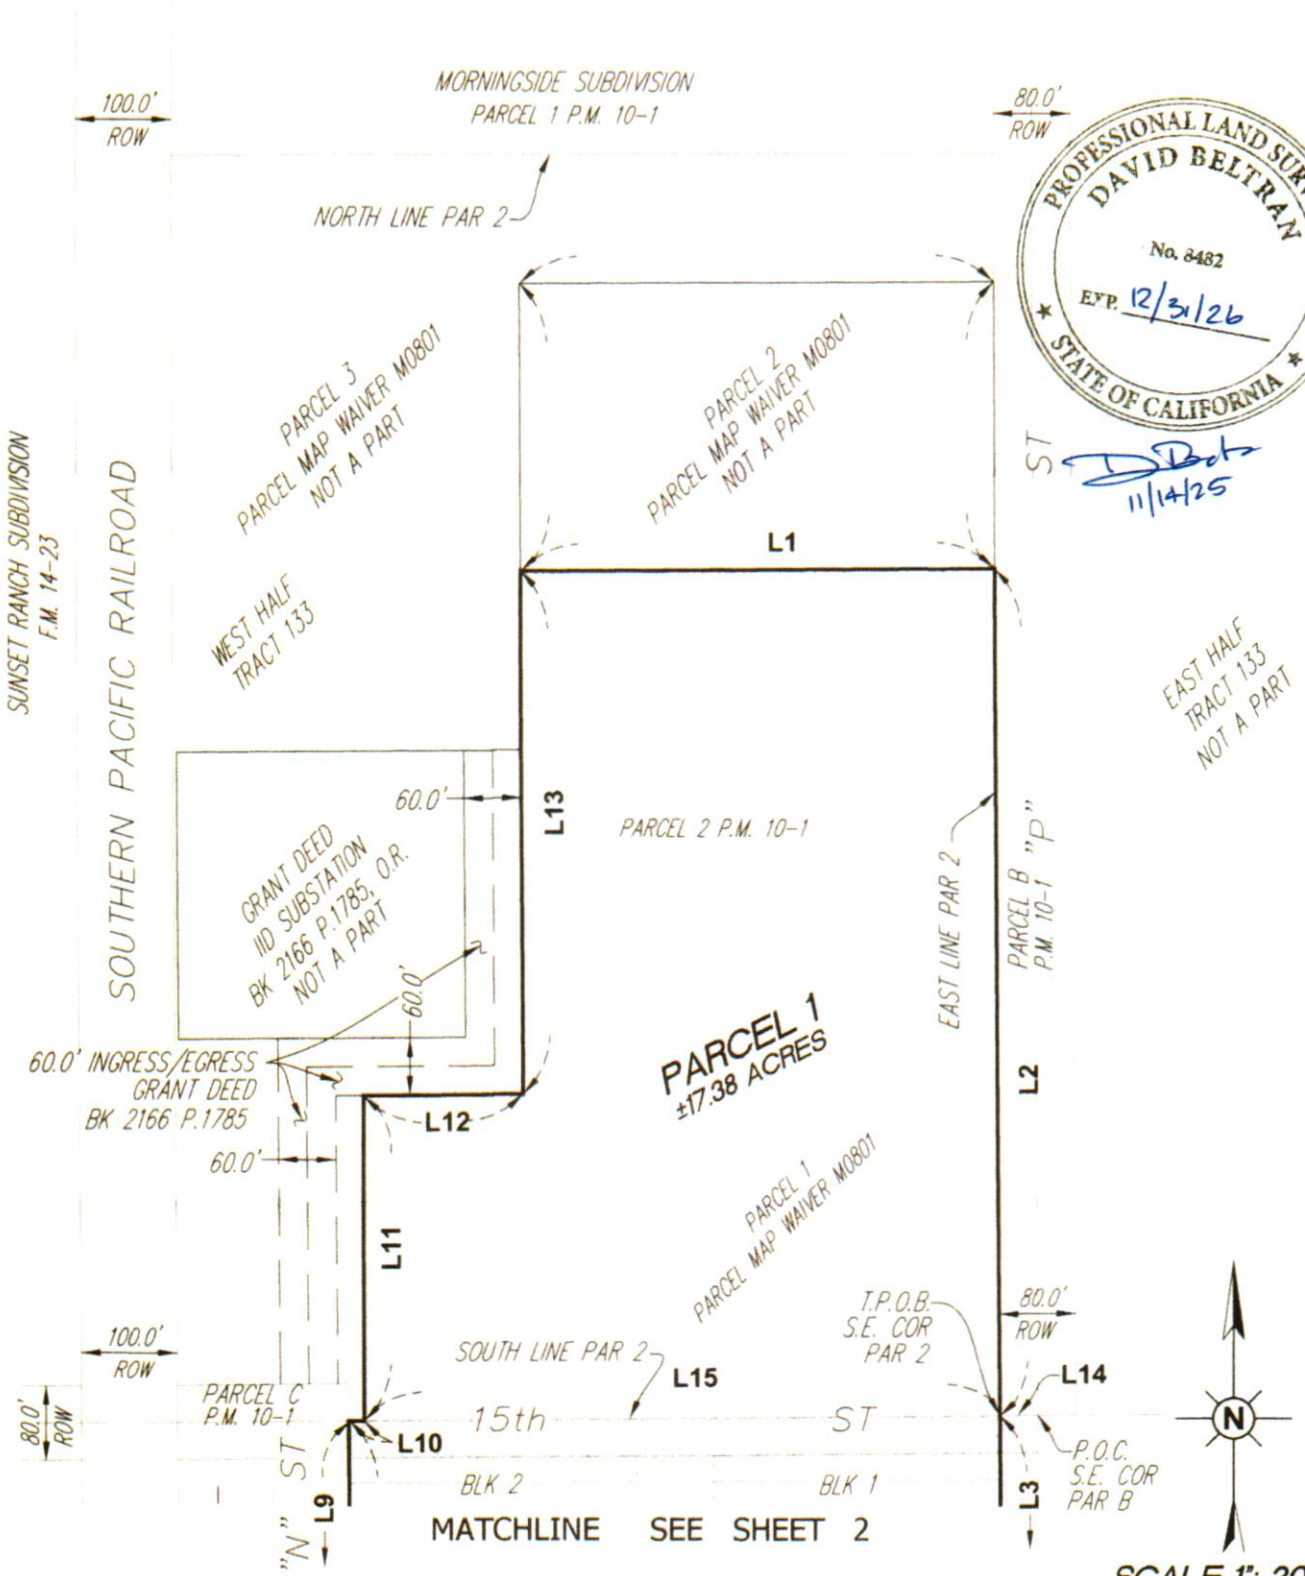 MORNINGSIDE SUBDIVISION
PARCEL 1 P.M. 10-1
100.0'
ROW
80.0'
ROW
NORTH LINE PAR 2
PROFESSIONAL LAND
DAVID BELTRAN
No. 8482
EXP. 12/31/26
STATE OF CALIFORNIA
11/14/25
PARCEL 3
PARCEL MAP WAIVER M0801
NOT A PART
PARCEL 2
PARCEL MAP WAIVER M0801
NOT A PART
ST
SUNSET RANCH SUBDIVISION
F.M. 14-23
SOUTHERN PACIFIC RAILROAD
L1
WEST HALF
TRACT 133
EAST HALF
TRACT 133
NOT A PART
60.0'
L13
PARCEL 2 P.M. 10-1
GRANT DEED
IID SUBSTATION
BK 2166 P.1785, O.R.
NOT A PART
60.0'
EAST LINE PAR 2
PARCEL B
P.M. 10-1
"P"
PARCEL 1
±17.38 ACRES
60.0' INGRESS/EGRESS
GRANT DEED
BK 2166 P.1785
L12
L2
60.0'
L11
PARCEL 1
PARCEL MAP WAIVER M0801
T.P.O.B.
S.E. COR
PAR 2
80.0'
ROW
100.0'
ROW
SOUTH LINE PAR 2
L15
L14
PARCEL C
P.M. 10-1
80.0'
ROW
15th ST
L10
N
P.O.C.
S.E. COR
PAR B
"N" ST
L9
BLK 2
BLK 1
L3
MATCHLINE SEE SHEET 2